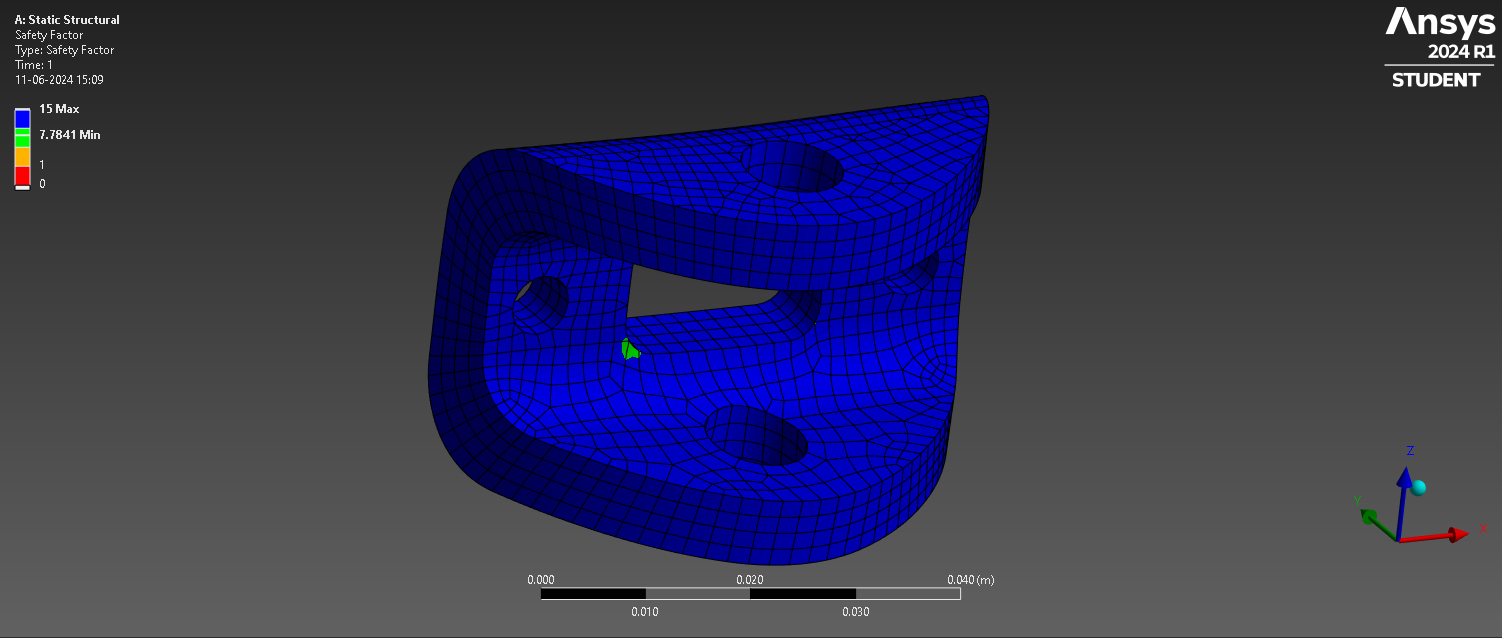 A: Static Structural
Safety Factor
Type: Safety Factor
Time: 1
11-06-2024 15:09
15 Max
7.7841 Min
1
0
Ansys
2024 R1
STUDENT
Z
Y
X
0.000 0.020 0.040 (m)
0.010 0.030